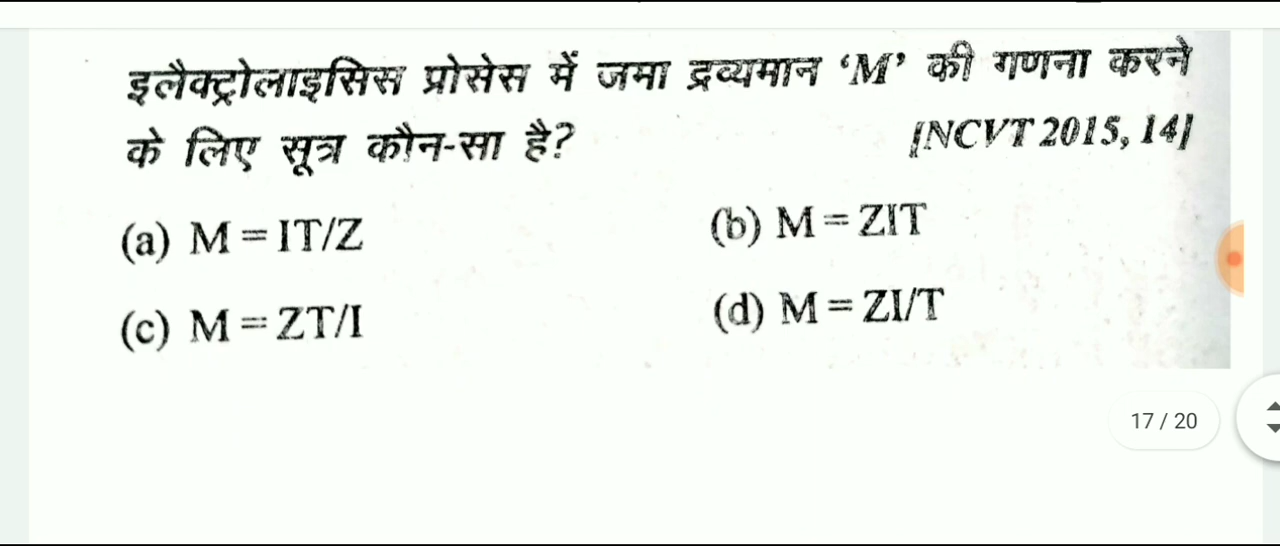 इलैक्ट्रोलाइसिस प्रोसेस में जमा द्रव्यमान ‘M’ की गणना करने
के लिए सूत्र कौन-सा है? [NCVT 2015, 14]
(a) M = IT/Z (b) M = ZIT
(c) M = ZT/I (d) M = ZI/T
17 / 20